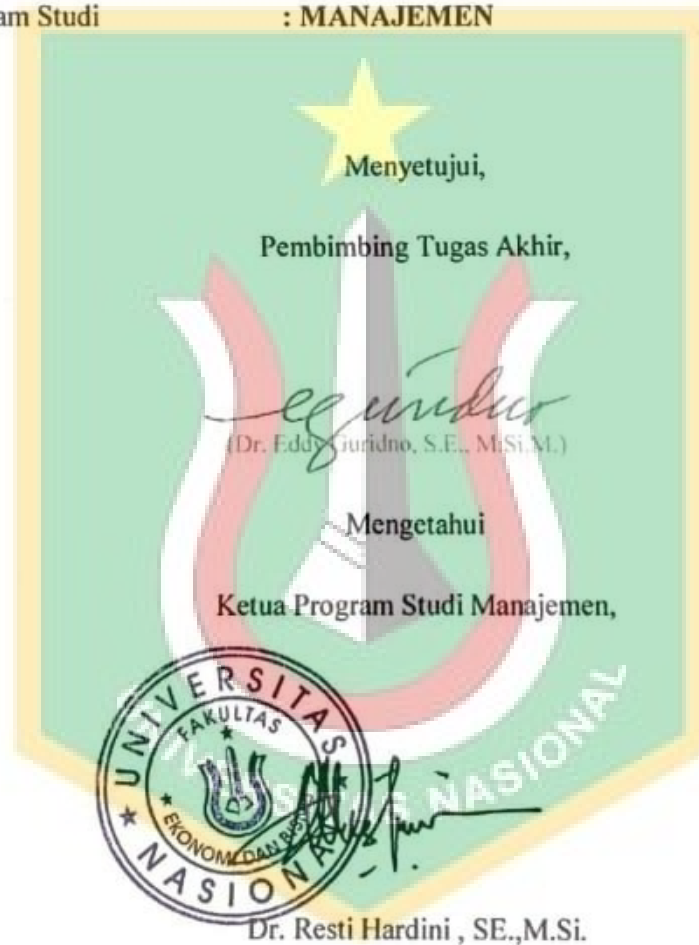 am Studi : MANAJEMEN
Menyetujui,
Pembimbing Tugas Akhir,
(Dr. Eddy Guridno, S.E., M.Si.M.)
Mengetahui
Ketua Program Studi Manajemen,
UNIVERSITAS NASIONAL
FAKULTAS
EKONOMI DAN BISNIS
UNIVERSITAS NASIONAL
Dr. Resti Hardini , SE.,M.Si.